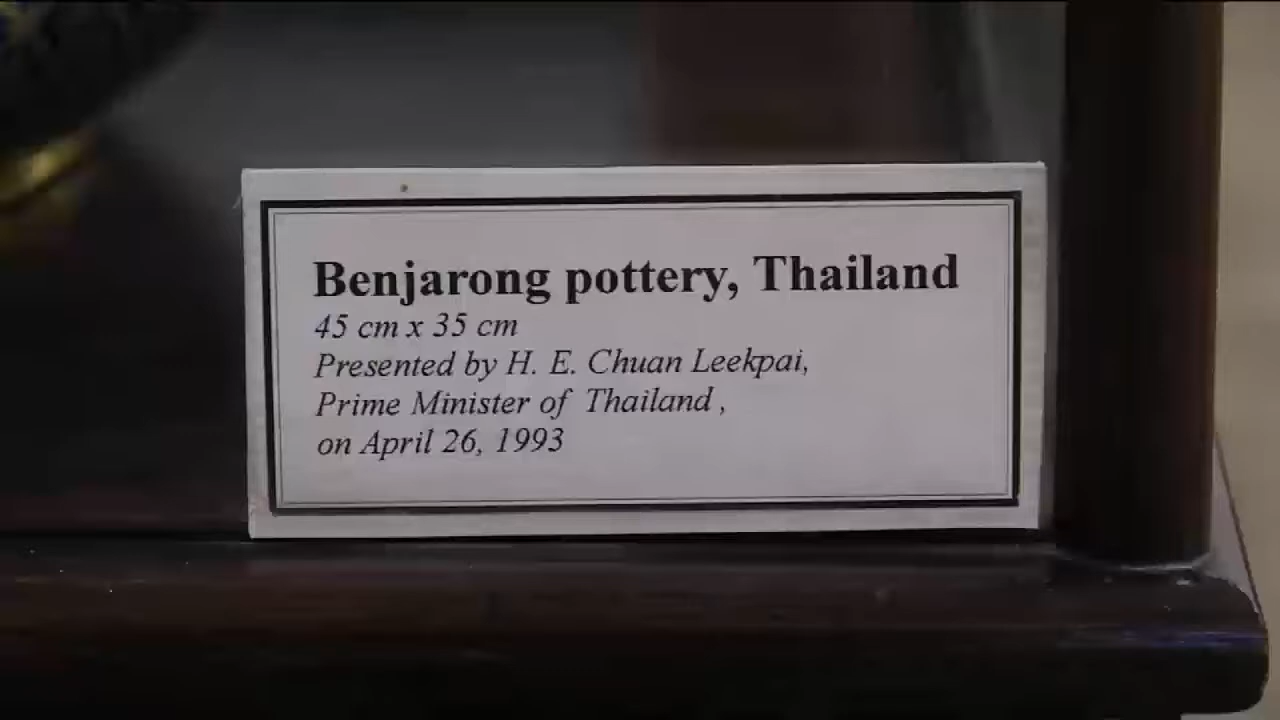 Benjarong pottery, Thailand
45 cm x 35 cm
Presented by H. E. Chuan Leekpai,
Prime Minister of Thailand ,
on April 26, 1993